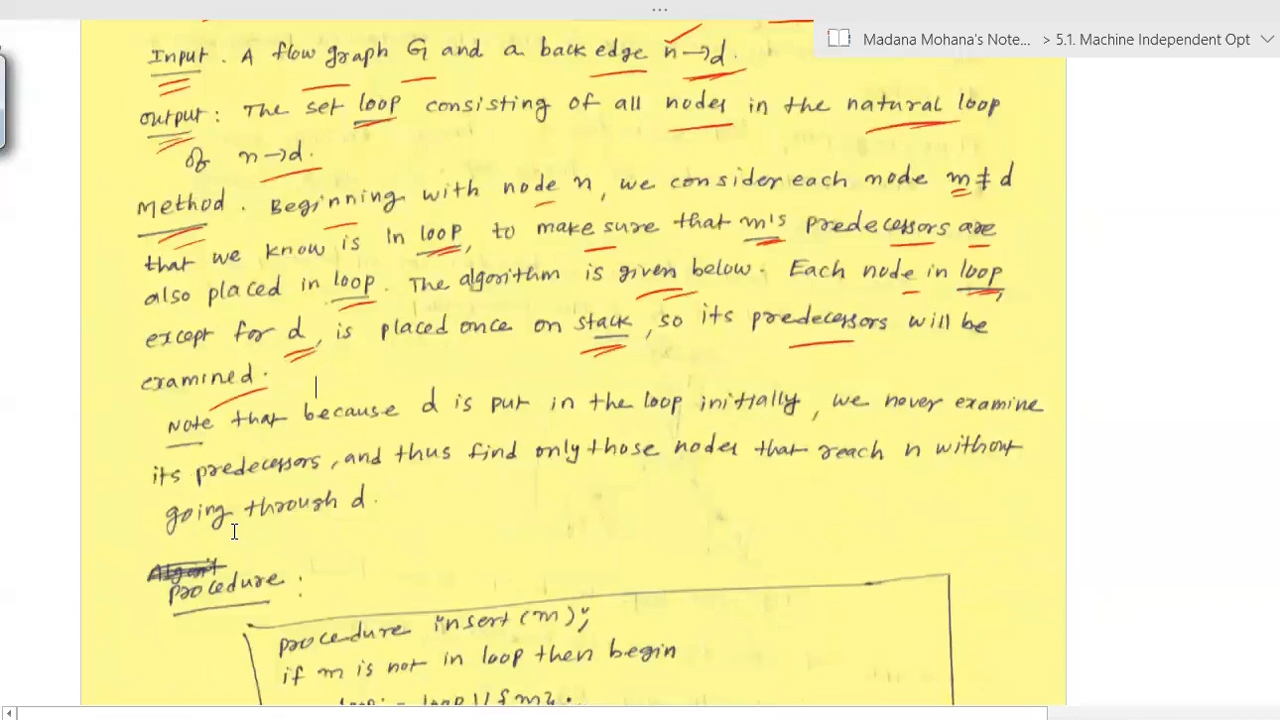 ...
Madana Mohana's Note... > 5.1. Machine Independent Opt
Input. A flow graph G and a back edge n→d.
Output: The set loop consisting of all nodes in the natural loop
of n→d.
Method. Beginning with node n, we consider each node m≠d
that we know is in loop, to make sure that m's predecessors are
also placed in loop. The algorithm is given below. Each node in loop,
except for d, is placed once on stack, so its predecessors will be
examined.
Note that because d is put in the loop initially, we never examine
its predecessors, and thus find only those nodes that reach n without
going through d.
Procedure:
procedure insert(m);
if m is not in loop then begin
loop := loop U {m};